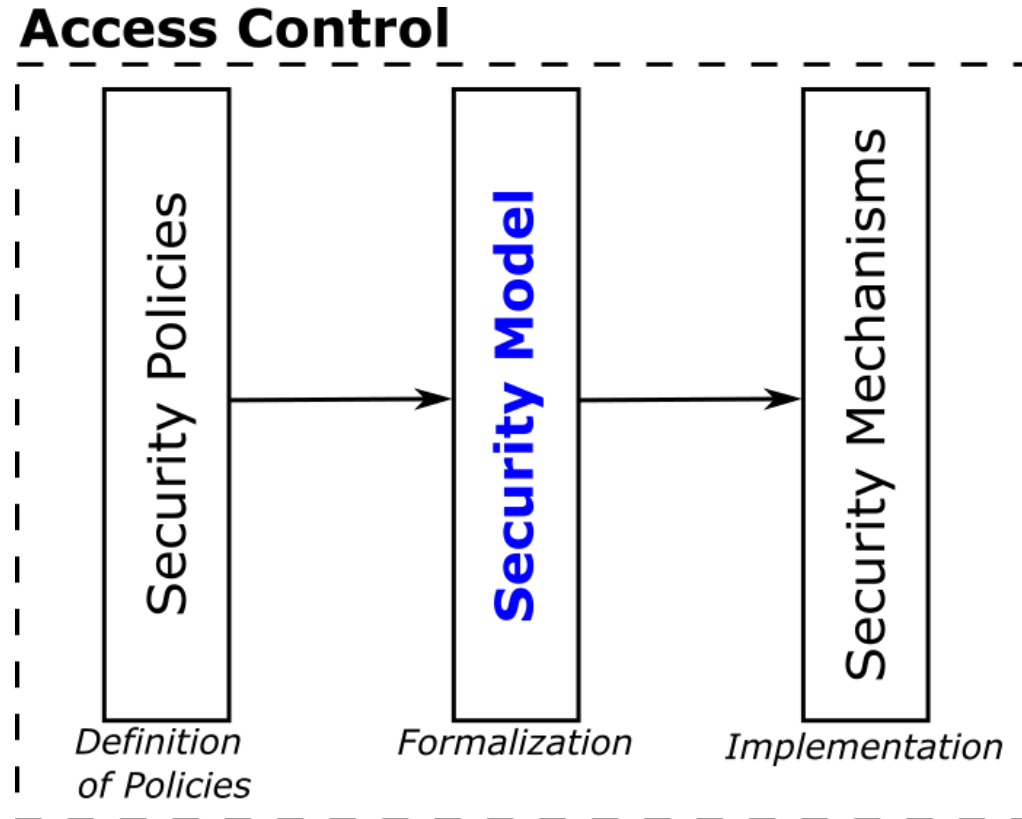 Access Control
Security Policies
Security Model
Security Mechanisms
Definition
of Policies
Formalization
Implementation